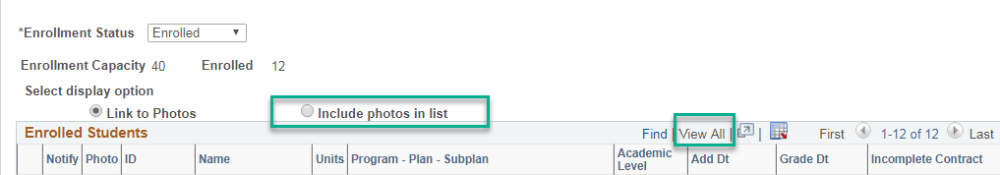 *Enrollment Status Enrolled
Enrollment Capacity 40 Enrolled 12
Select display option
Link to Photos Include photos in list
Enrolled Students Find | View All | | First 1-12 of 12 Last
Notify Photo ID Name Units Program - Plan - Subplan Academic Level Add Dt Grade Dt Incomplete Contract